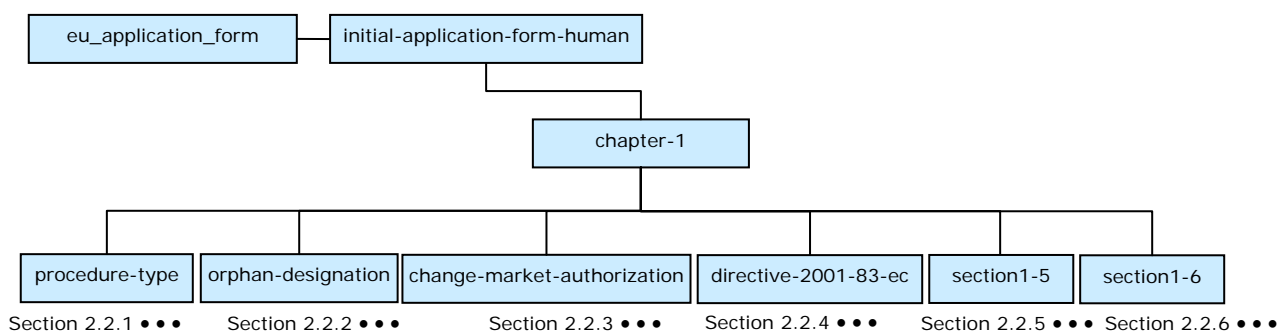 eu_application_form
initial-application-form-human
chapter-1
procedure-type
orphan-designation
change-market-authorization
directive-2001-83-ec
section1-5
section1-6
Section 2.2.1 ● ● ●
Section 2.2.2 ● ● ●
Section 2.2.3 ● ● ●
Section 2.2.4 ● ● ●
Section 2.2.5 ● ● ●
Section 2.2.6 ● ● ●